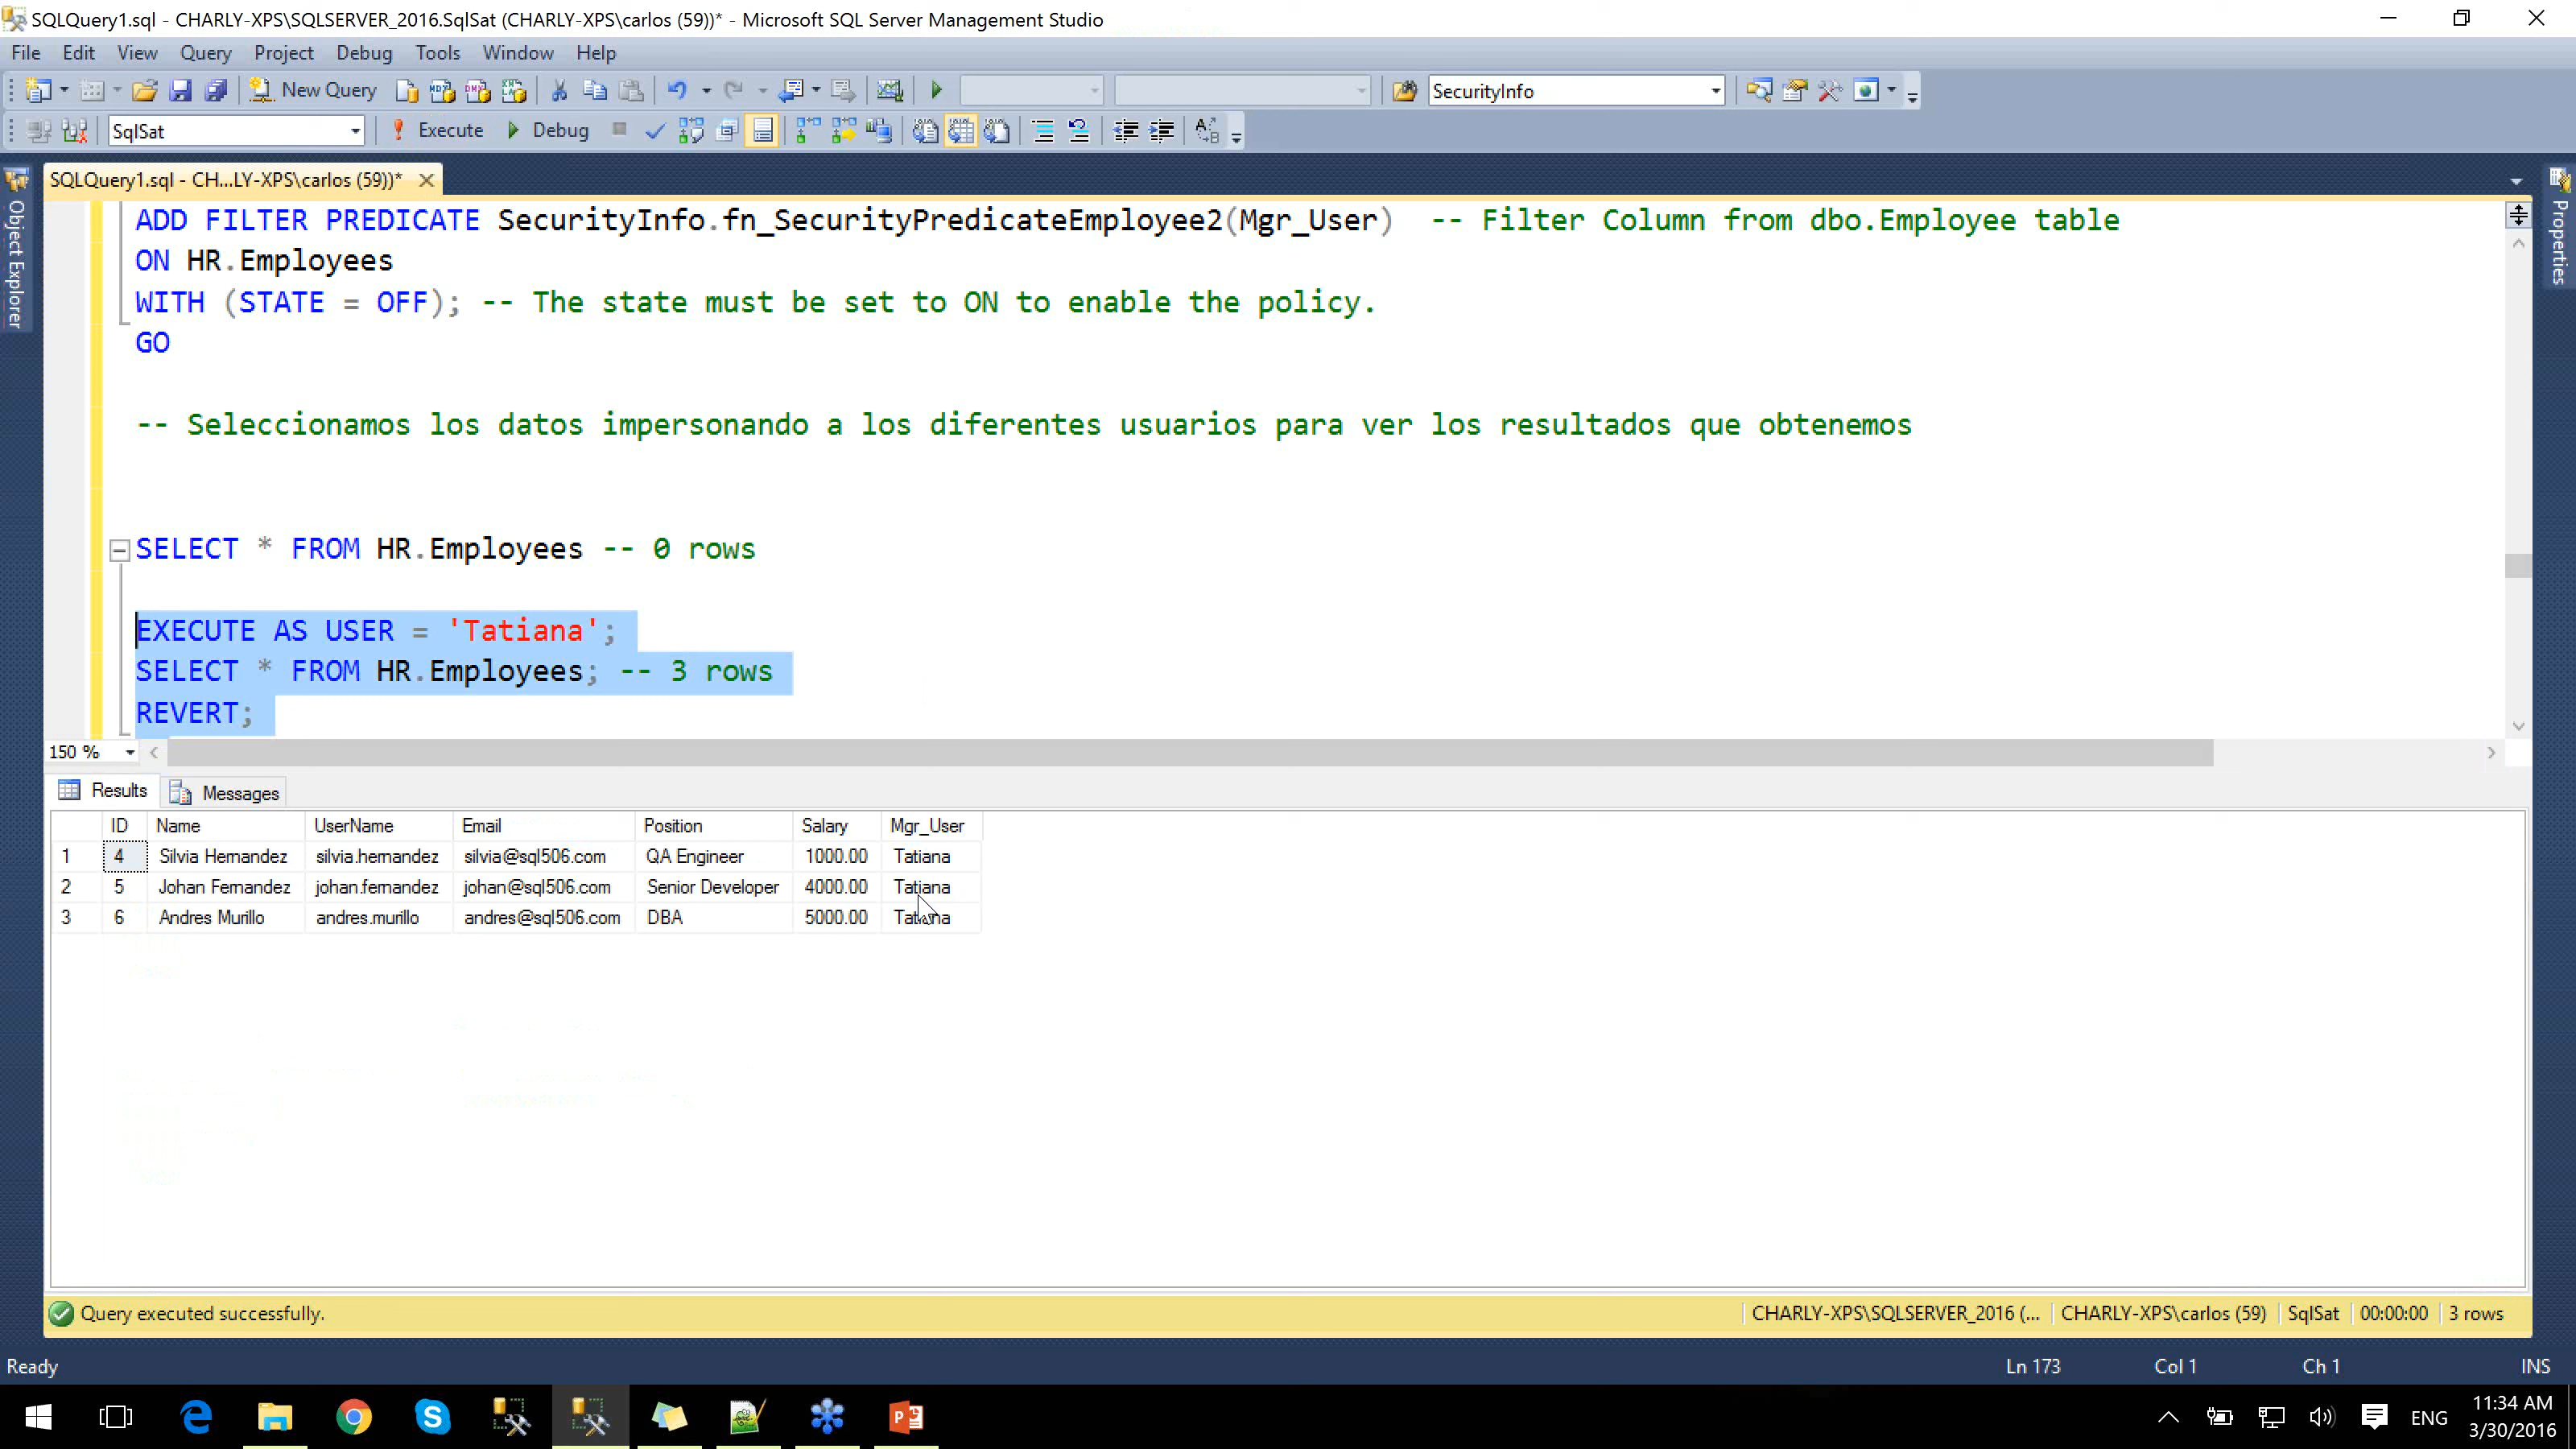 SQLQuery1.sql - CHARLY-XPS\SQLSERVER_2016.SqlSat (CHARLY-XPS\carlos (59))* - Microsoft SQL Server Management Studio
File Edit View Query Project Debug Tools Window Help
New Query SecurityInfo
SqlSat Execute Debug
SQLQuery1.sql - CH...LY-XPS\carlos (59))*
Object Explorer
Properties
ADD FILTER PREDICATE SecurityInfo.fn_SecurityPredicateEmployee2(Mgr_User) -- Filter Column from dbo.Employee table
ON HR.Employees
WITH (STATE = OFF); -- The state must be set to ON to enable the policy.
GO
-- Seleccionamos los datos impersonando a los diferentes usuarios para ver los resultados que obtenemos
SELECT * FROM HR.Employees -- 0 rows
EXECUTE AS USER = 'Tatiana';
SELECT * FROM HR.Employees; -- 3 rows
REVERT;
150 %
Results Messages
ID Name UserName Email Position Salary Mgr_User
1 4 Silvia Hernandez silvia.hernandez silvia@sql506.com QA Engineer 1000.00 Tatiana
2 5 Johan Fernandez johan.fernandez johan@sql506.com Senior Developer 4000.00 Tatiana
3 6 Andres Murillo andres.murillo andres@sql506.com DBA 5000.00 Tatiana
Query executed successfully. CHARLY-XPS\SQLSERVER_2016 (... CHARLY-XPS\carlos (59) SqlSat 00:00:00 3 rows
Ready Ln 173 Col 1 Ch 1 INS
ENG 11:34 AM
3/30/2016